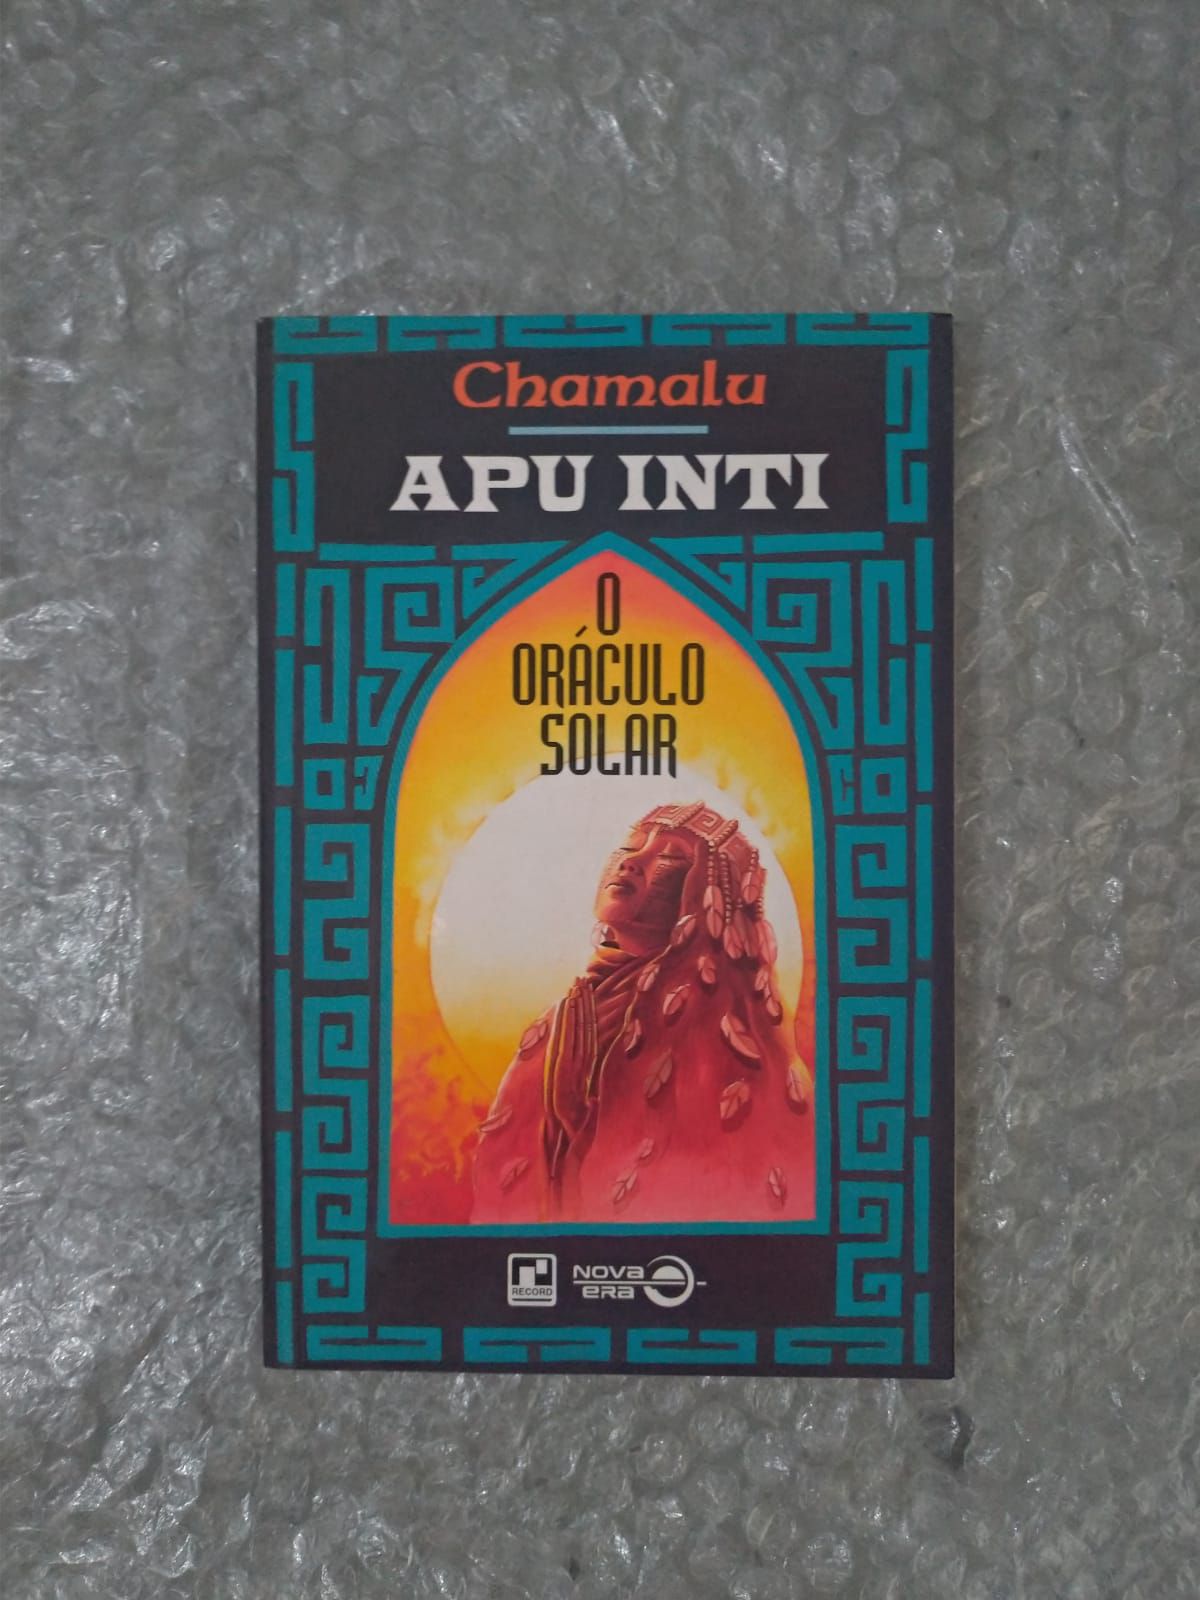 Chamalu
APU INTI
O
ORÁCULO
SOLAR
RECORD
NOVA
ERA